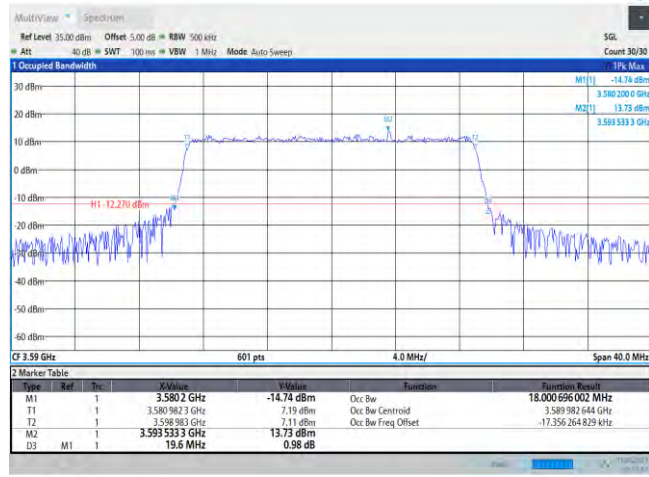 MultiView Spectrum
Ref Level 35.00 dBm Offset 5.00 dB RBW 500 kHz SGL
Att 40 dB SWT 100 ms VBW 1 MHz Mode Auto Sweep Count 30/30
1 Occupied Bandwidth 1Pk Max
M1[1] -14.74 dBm
3.580 200 0 GHz
M2[1] 13.73 dBm
3.593 533 3 GHz
30 dBm
20 dBm
M2
T1 T2
10 dBm
0 dBm
-10 dBm
H1 -12.270 dBm
-20 dBm
-30 dBm
-40 dBm
-50 dBm
-60 dBm
CF 3.59 GHz 601 pts 4.0 MHz/ Span 40.0 MHz
2 Marker Table
Type Ref Trc X-Value Y-Value Function Function Result
M1 1 3.580 2 GHz -14.74 dBm Occ Bw 18.000 696 002 MHz
T1 1 3.580 982 3 GHz 7.19 dBm Occ Bw Centroid 3.589 982 644 GHz
T2 1 3.598 983 GHz 7.11 dBm Occ Bw Freq Offset -17.356 264 829 kHz
M2 1 3.593 533 3 GHz 13.73 dBm
D3 M1 1 19.6 MHz 0.98 dB